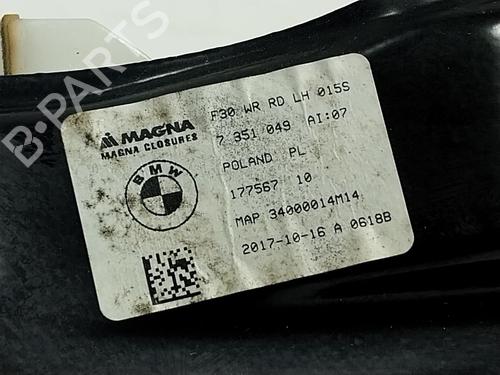 B-PARTS
MAGNA
MAGNA CLOSURES
BMW
F30 WR RD LH 015S
7 351 049 AI:07
POLAND PL
177567 10
MAP 34000014M14
2017-10-16 A 0618B